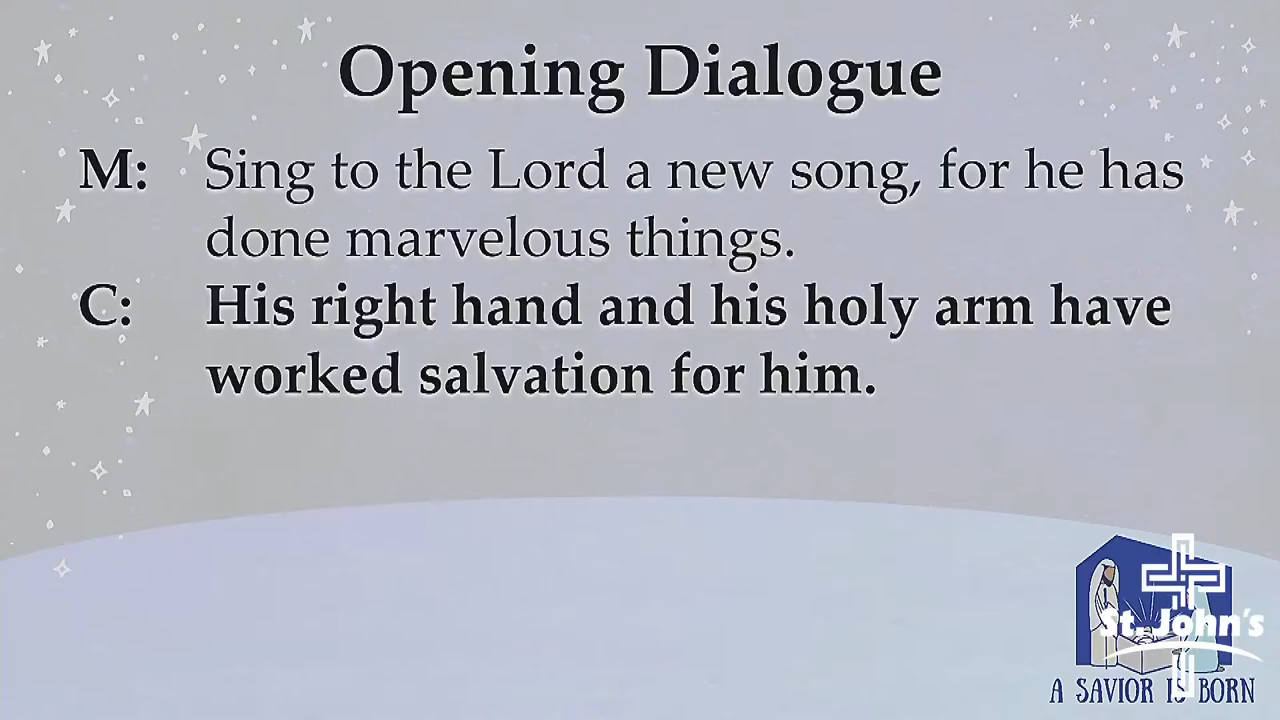 Opening Dialogue
M: Sing to the Lord a new song, for he has
done marvelous things.
C: His right hand and his holy arm have
worked salvation for him.
St. John's
A SAVIOR IS BORN